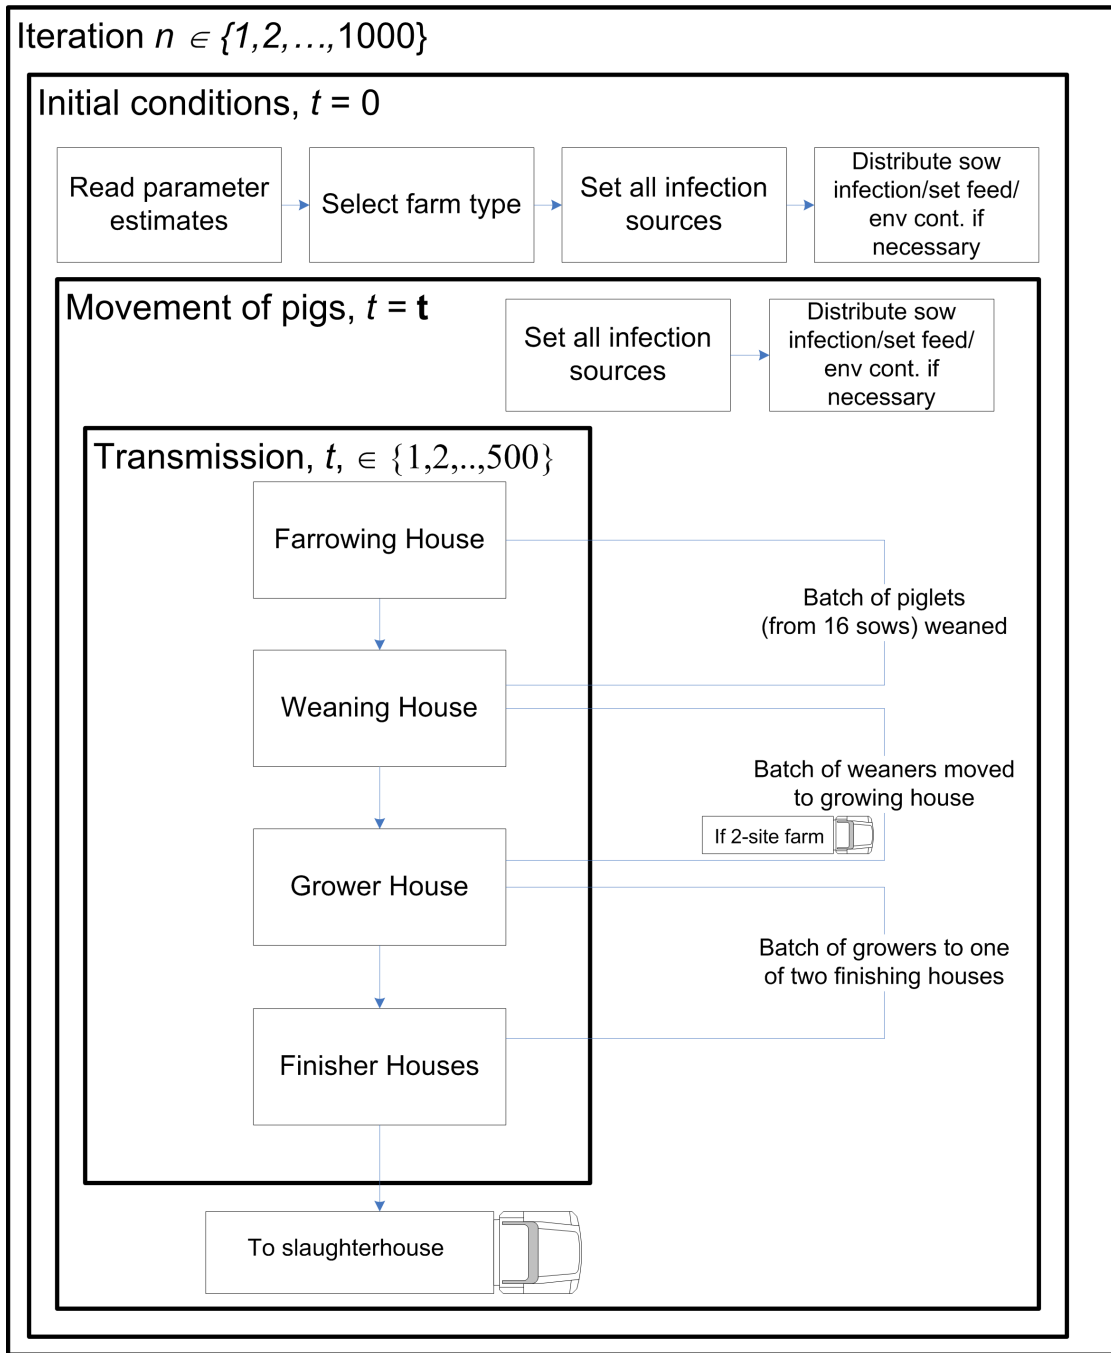 Iteration n ∈ {1,2,…,1000}
Initial conditions, t = 0
Read parameter
estimates
Select farm type
Set all infection
sources
Distribute sow
infection/set feed/
env cont. if
necessary
Movement of pigs, t = t
Set all infection
sources
Distribute sow
infection/set feed/
env cont. if
necessary
Transmission, t, ∈ {1,2,..,500}
Farrowing House
Batch of piglets
(from 16 sows) weaned
Weaning House
Batch of weaners moved
to growing house
If 2-site farm
Grower House
Batch of growers to one
of two finishing houses
Finisher Houses
To slaughterhouse